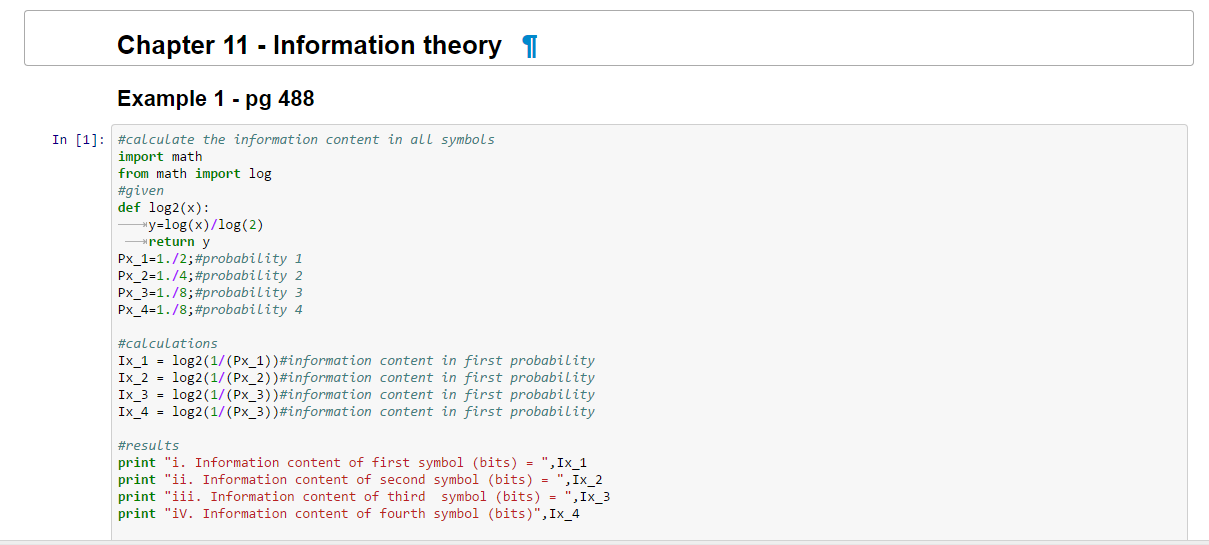 Chapter 11 - Information theory ¶
Example 1 - pg 488
In [1]: #calculate the information content in all symbols
import math
from math import log
#given
def log2(x):
y=log(x)/log(2)
return y
Px_1=1./2;#probability 1
Px_2=1./4;#probability 2
Px_3=1./8;#probability 3
Px_4=1./8;#probability 4
#calculations
Ix_1 = log2(1/(Px_1))#information content in first probability
Ix_2 = log2(1/(Px_2))#information content in first probability
Ix_3 = log2(1/(Px_3))#information content in first probability
Ix_4 = log2(1/(Px_3))#information content in first probability
#results
print "i. Information content of first symbol (bits) = ",Ix_1
print "ii. Information content of second symbol (bits) = ",Ix_2
print "iii. Information content of third  symbol (bits) = ",Ix_3
print "iV. Information content of fourth symbol (bits)",Ix_4